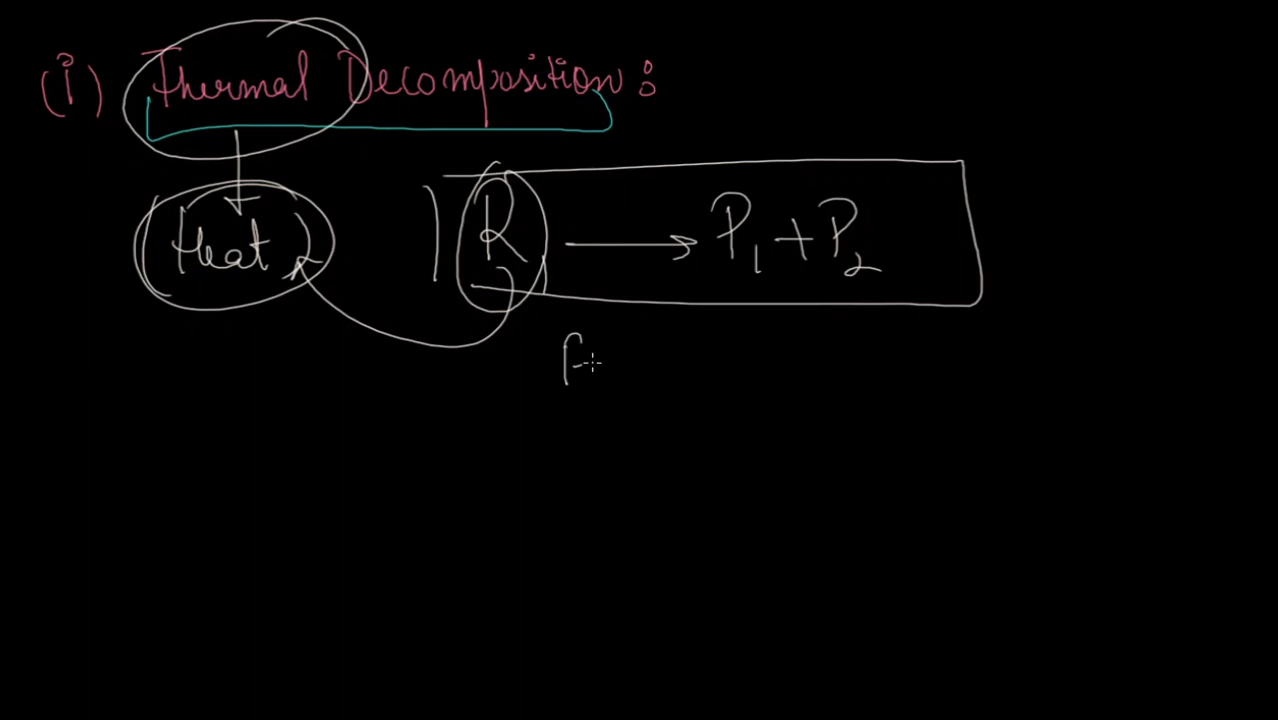 (i) Thermal Decomposition :
Heat R → P₁ + P₂